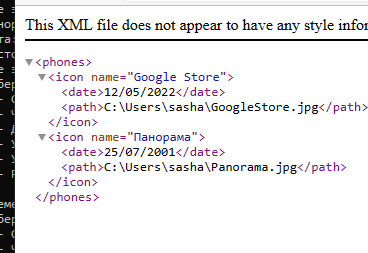 This XML file does not appear to have any style
<phones>
<icon name="Google Store">
<date>12/05/2022</date>
<path>C:\Users\sasha\GoogleStore.jpg</path>
</icon>
<icon name="Панорама">
<date>25/07/2001</date>
<path>C:\Users\sasha\Panorama.jpg</path>
</icon>
</phones>